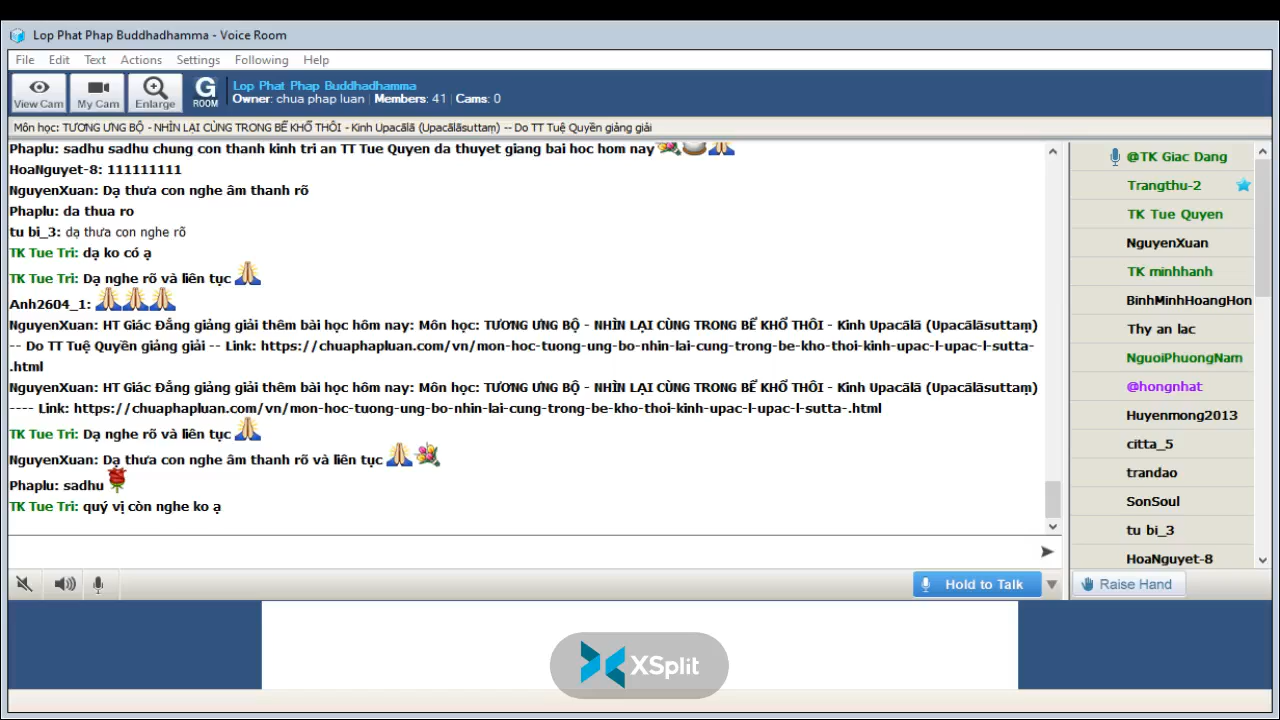 Lop Phat Phap Buddhadhamma - Voice Room
File Edit Text Actions Settings Following Help
View Cam My Cam Enlarge G ROOM
Lop Phat Phap Buddhadhamma
Owner: chua phap luan | Members: 41 | Cams: 0
Môn học: TƯƠNG ƯNG BỘ - NHÌN LẠI CÙNG TRONG BỂ KHỔ THÔI - Kinh Upacālā (Upacālāsuttaṃ) -- Do TT Tuệ Quyền giảng giải
Phaplu: sadhu sadhu chung con thanh kinh tri an TT Tue Quyen da thuyet giang bai hoc hom nay
HoaNguyet-8: 111111111
NguyenXuan: Dạ thưa con nghe âm thanh rõ
Phaplu: da thua ro
tu bi_3: dạ thưa con nghe rõ
TK Tue Tri: dạ ko có ạ
TK Tue Tri: Dạ nghe rõ và liên tục
Anh2604_1:
NguyenXuan: HT Giác Đẳng giảng giải thêm bài học hôm nay: Môn học: TƯƠNG ƯNG BỘ - NHÌN LẠI CÙNG TRONG BỂ KHỔ THÔI - Kinh Upacālā (Upacālāsuttaṃ)
-- Do TT Tuệ Quyền giảng giải -- Link: https://chuaphapluan.com/vn/mon-hoc-tuong-ung-bo-nhin-lai-cung-trong-be-kho-thoi-kinh-upac-l-upac-l-sutta-
.html
NguyenXuan: HT Giác Đẳng giảng giải thêm bài học hôm nay: Môn học: TƯƠNG ƯNG BỘ - NHÌN LẠI CÙNG TRONG BỂ KHỔ THÔI - Kinh Upacālā (Upacālāsuttaṃ)
---- Link: https://chuaphapluan.com/vn/mon-hoc-tuong-ung-bo-nhin-lai-cung-trong-be-kho-thoi-kinh-upac-l-upac-l-sutta-.html
TK Tue Tri: Dạ nghe rõ và liên tục
NguyenXuan: Dạ thưa con nghe âm thanh rõ và liên tục
Phaplu: sadhu
TK Tue Tri: quý vị còn nghe ko ạ
@TK Giac Dang
Trangthu-2
TK Tue Quyen
NguyenXuan
TK minhhanh
BinhMinhHoangHon
Thy an lac
NguoiPhuongNam
@hongnhat
Huyenmong2013
citta_5
trandao
SonSoul
tu bi_3
HoaNguyet-8
Hold to Talk
Raise Hand
XSplit